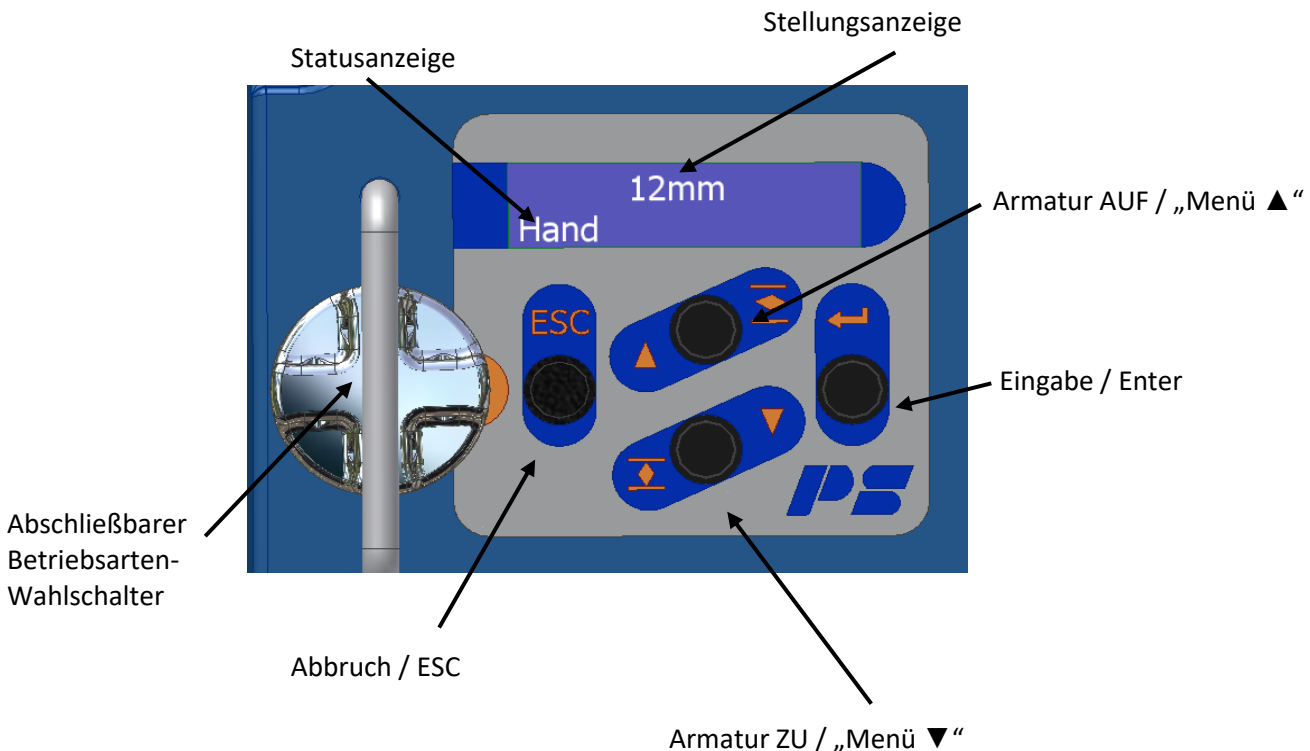 Stellungsanzeige
Statusanzeige
12mm
Hand
Armatur AUF / „Menü ▲“
ESC
Eingabe / Enter
PS
Abschließbarer
Betriebsarten-
Wahlschalter
Abbruch / ESC
Armatur ZU / „Menü ▼“